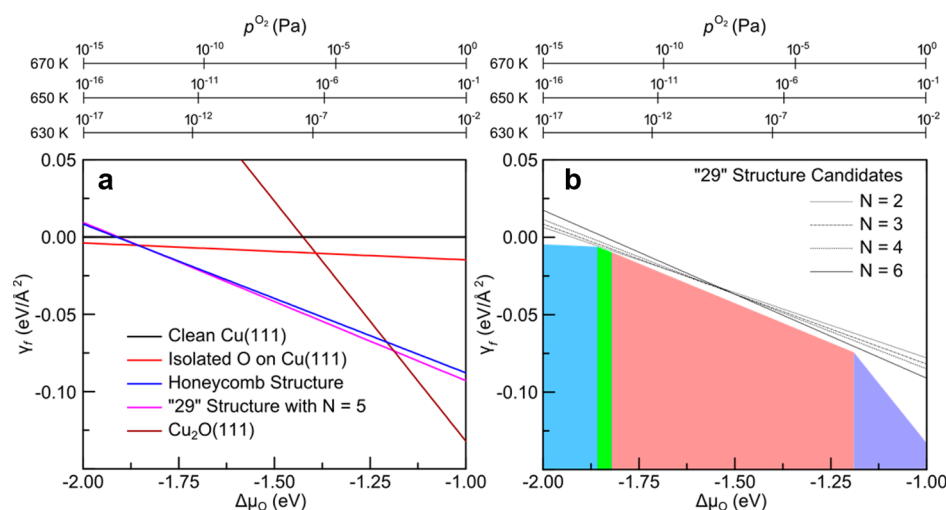 p^O₂ (Pa)
10⁻¹⁵ 10⁻¹⁰ 10⁻⁵ 10⁰
670 K
10⁻¹⁶ 10⁻¹¹ 10⁻⁶ 10⁻¹
650 K
10⁻¹⁷ 10⁻¹² 10⁻⁷ 10⁻²
630 K
a
0.05
0.00
-0.05
-0.10
γf (eV/Å²)
Clean Cu(111)
Isolated O on Cu(111)
Honeycomb Structure
"29" Structure with N = 5
Cu₂O(111)
-2.00 -1.75 -1.50 -1.25 -1.00
Δμ_O (eV)
p^O₂ (Pa)
10⁻¹⁵ 10⁻¹⁰ 10⁻⁵ 10⁰
670 K
10⁻¹⁶ 10⁻¹¹ 10⁻⁶ 10⁻¹
650 K
10⁻¹⁷ 10⁻¹² 10⁻⁷ 10⁻²
630 K
b
"29" Structure Candidates
N = 2
N = 3
N = 4
N = 6
0.05
0.00
-0.05
-0.10
γf (eV/Å²)
-2.00 -1.75 -1.50 -1.25 -1.00
Δμ_O (eV)